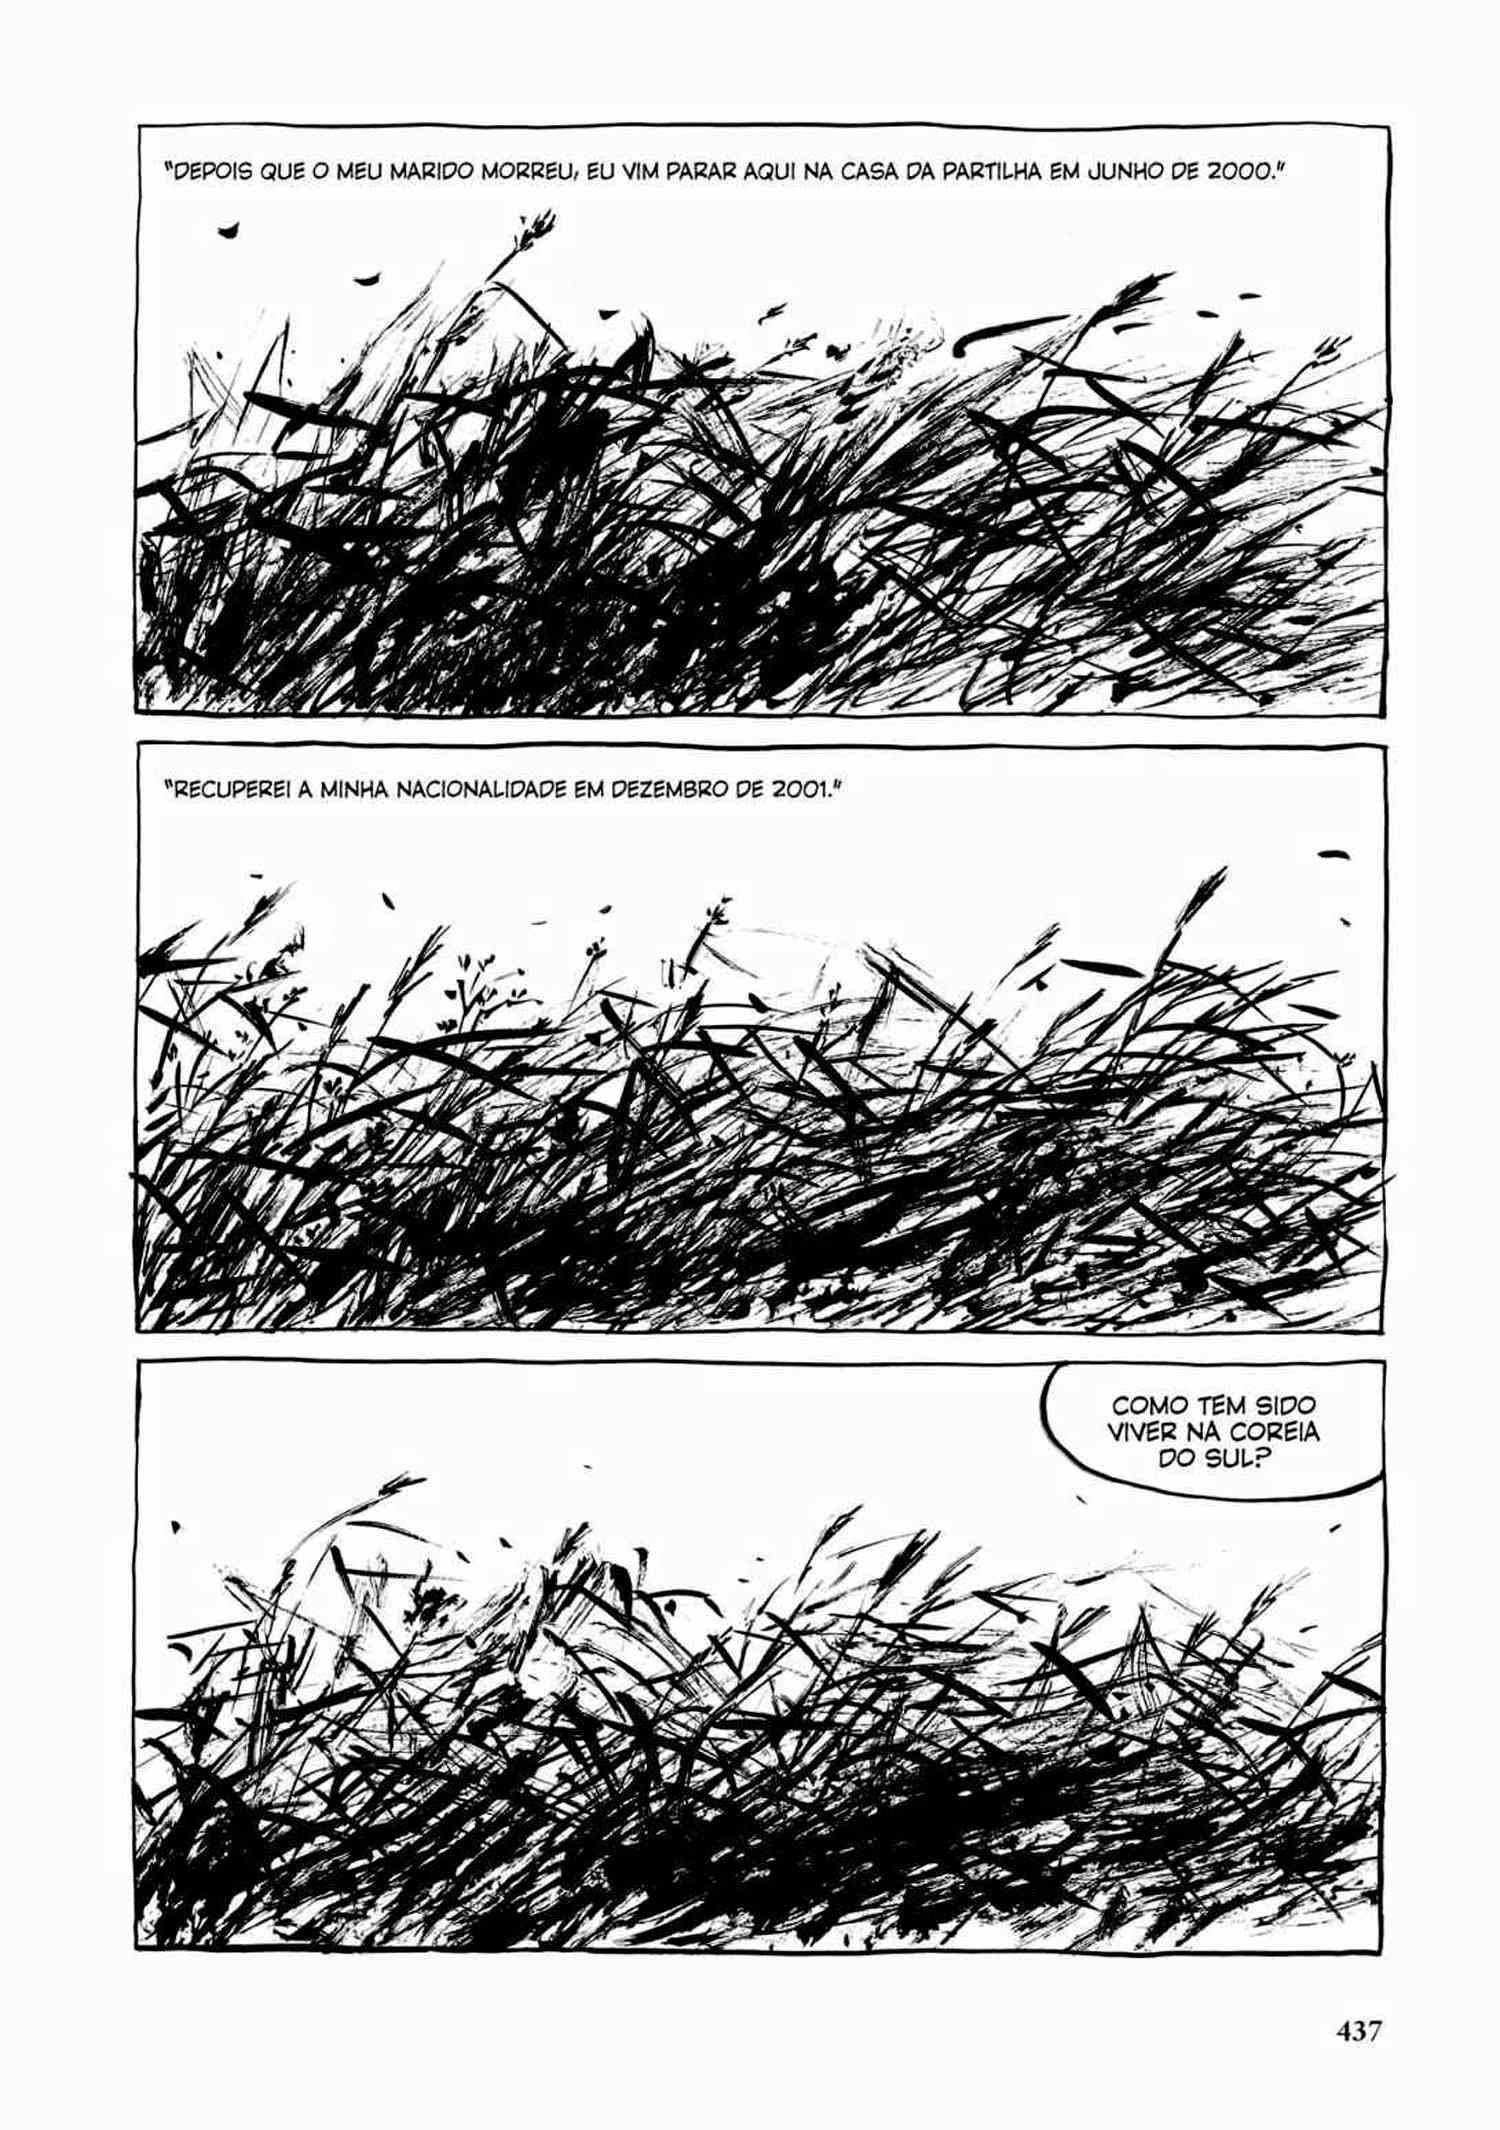 "DEPOIS QUE O MEU MARIDO MORREU, EU VIM PARAR AQUI NA CASA DA PARTILHA EM JUNHO DE 2000."
"RECUPEREI A MINHA NACIONALIDADE EM DEZEMBRO DE 2001."
COMO TEM SIDO
VIVER NA COREIA
DO SUL?
437